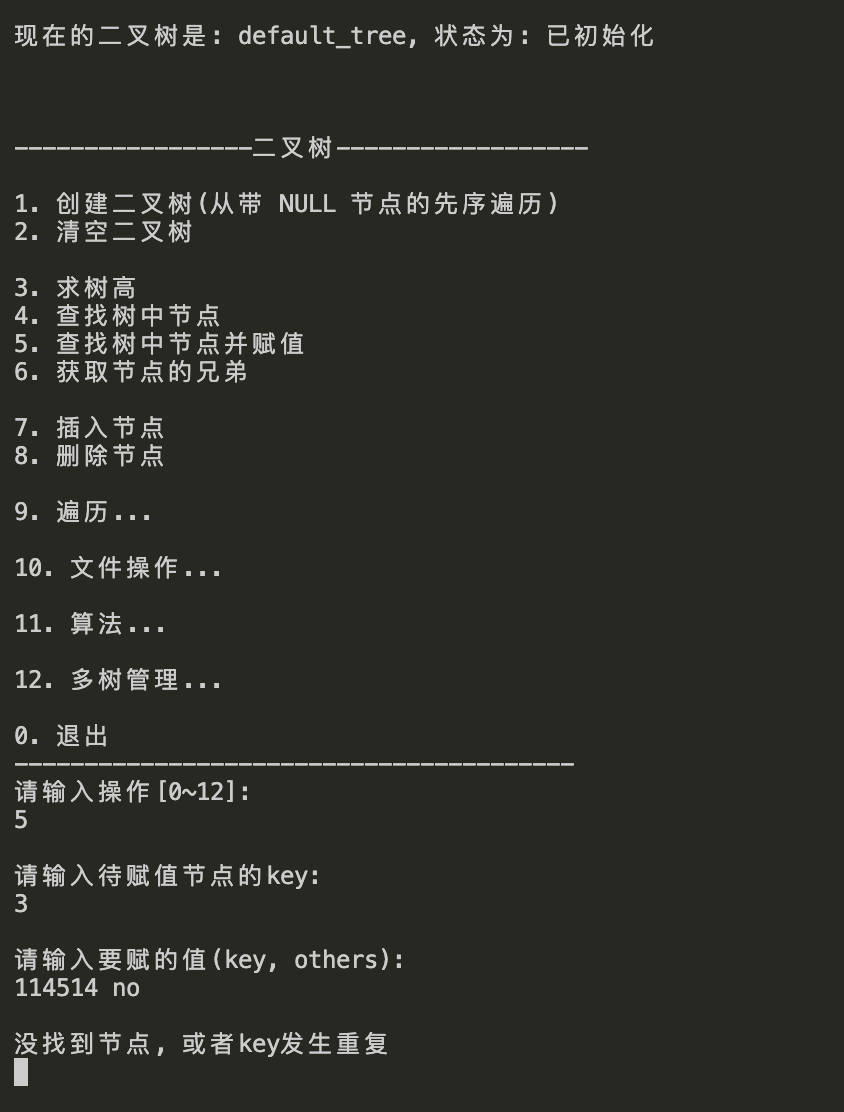 现在的二叉树是: default_tree, 状态为: 已初始化
-----------------二叉树------------------
1. 创建二叉树(从带 NULL 节点的先序遍历)
2. 清空二叉树
3. 求树高
4. 查找树中节点
5. 查找树中节点并赋值
6. 获取节点的兄弟
7. 插入节点
8. 删除节点
9. 遍历...
10. 文件操作...
11. 算法...
12. 多树管理...
0. 退出
----------------------------------------
请输入操作[0~12]:
5
请输入待赋值节点的key:
3
请输入要赋的值(key, others):
114514 no
没找到节点, 或者key发生重复